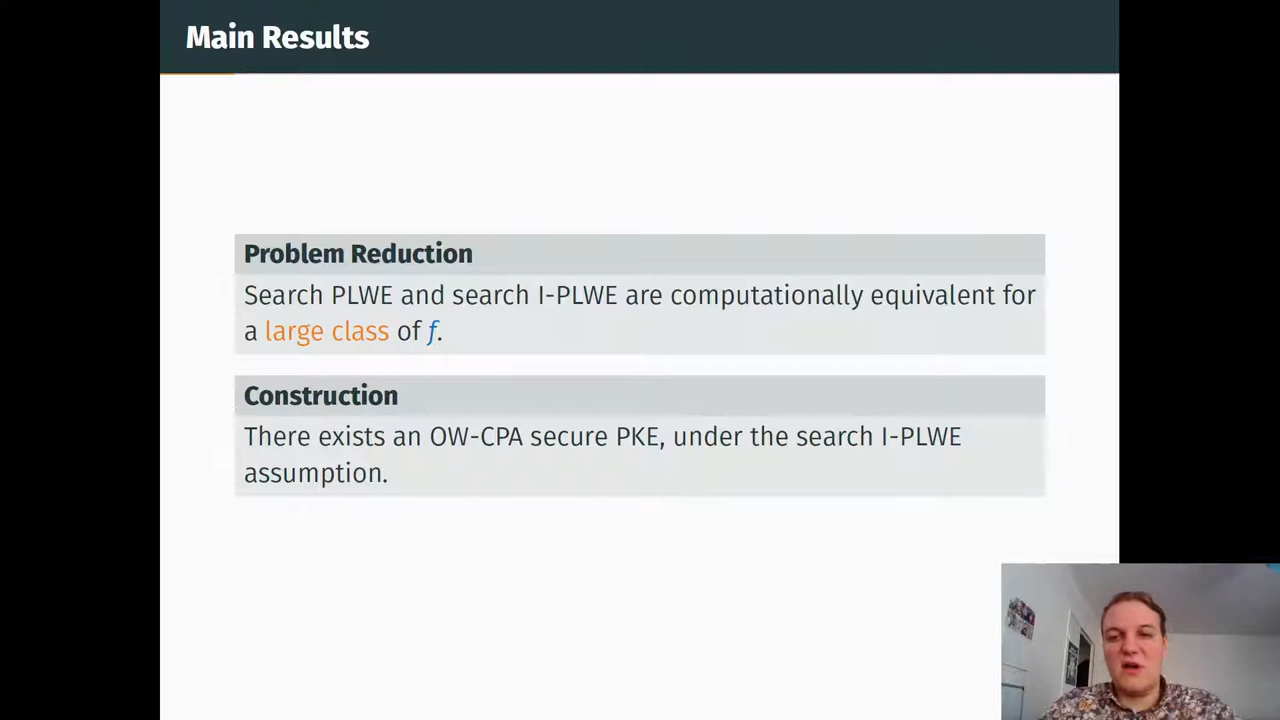 Main Results
Problem Reduction
Search PLWE and search I-PLWE are computationally equivalent for
a large class of f.
Construction
There exists an OW-CPA secure PKE, under the search I-PLWE
assumption.